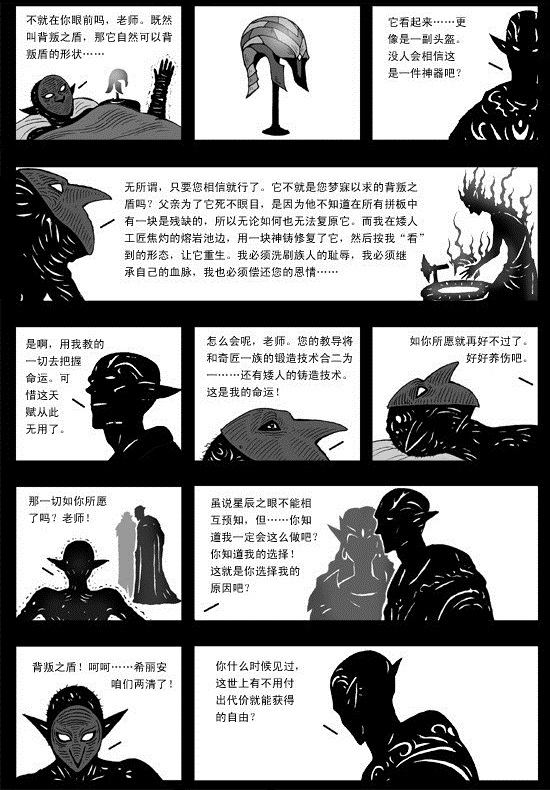 不就在你眼前吗，老师。既然
叫背叛之盾，那它自然可以背
叛盾的形状……
它看起来……更
像是一副头盔。
没人会相信这
是一件神器吧？
无所谓，只要您相信就行了。它不就是您梦寐以求的背叛之
盾吗？父亲为了它死不眼目，是因为他不知道在所有拼板中
有一块是残缺的，所以无论如何也无法复原它。而我在矮人
工匠焦灼的熔岩池边，用一块神铸修复了它，然后按我“看”
到的形态，让它重生。我必须洗刷族人的耻辱，我必须继
承自己的血脉，我也必须偿还您的恩情……
是啊，用我教的
一切去把握
命运。可
惜这天
赋从此
无用了。
怎么会呢，老师。您的教导将
和奇匠一族的锻造技术合二为
一……还有矮人的铸造技术。
这是我的命运！
如你所愿就再好不过了。
好好养伤吧。
那一切如你所愿
了吗？老师！
虽说星辰之眼不能相
互预知，但……你知
道我一定会这么做吧？
你知道我的选择！
这就是你选择我的
原因吧？
背叛之盾！呵呵……希丽安
咱们两清了！
你什么时候见过，
这世上有不用付
出代价就能获得
的自由？